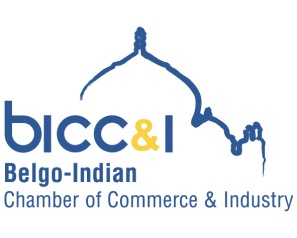 bicc&i
Belgo-Indian
Chamber of Commerce & Industry